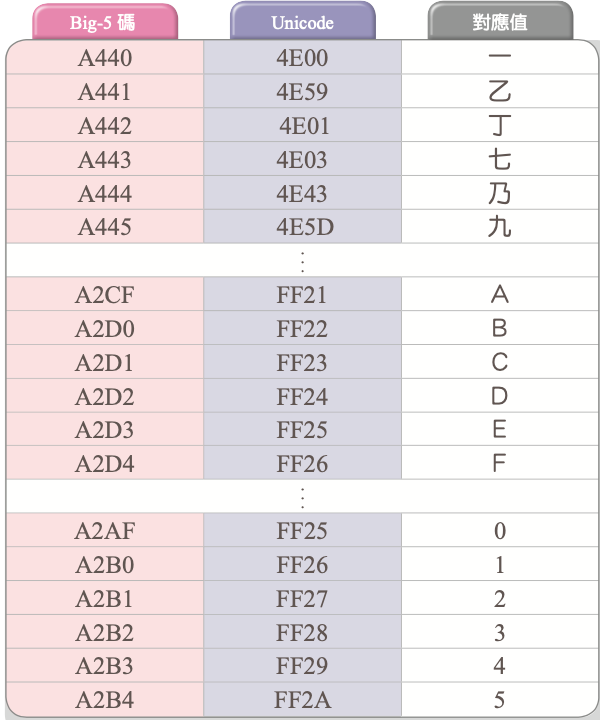 Big-5 碼 Unicode 對應值
A440 4E00 一
A441 4E59 乙
A442 4E01 丁
A443 4E03 七
A444 4E43 乃
A445 4E5D 九
⋮
A2CF FF21 A
A2D0 FF22 B
A2D1 FF23 C
A2D2 FF24 D
A2D3 FF25 E
A2D4 FF26 F
⋮
A2AF FF25 0
A2B0 FF26 1
A2B1 FF27 2
A2B2 FF28 3
A2B3 FF29 4
A2B4 FF2A 5